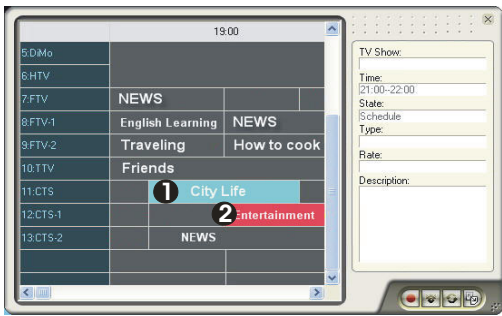 19:00
5:DiMo
6:HTV
7:FTV NEWS
8:FTV-1 English Learning NEWS
9:FTV-2 Traveling How to cook
10:TTV Friends
11:CTS 1 City Life
12:CTS-1 2 Entertainment
13:CTS-2 NEWS
TV Show:
Time:
21:00~22:00
State:
Schedule
Type:
Rate:
Description: